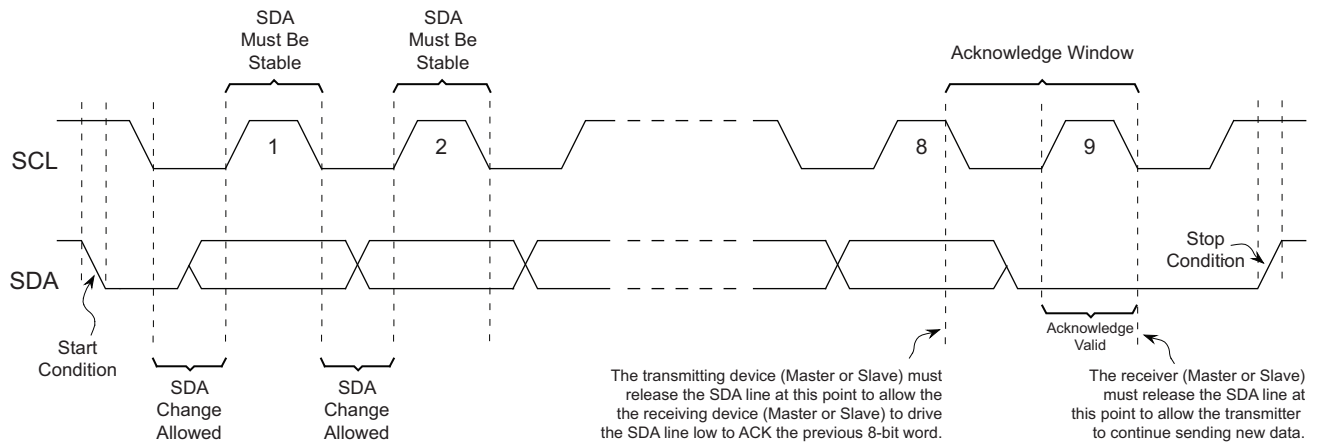 SDA
Must Be
Stable
SDA
Must Be
Stable
Acknowledge Window
SCL
1
2
8
9
SDA
Start
Condition
Stop
Condition
SDA
Change
Allowed
SDA
Change
Allowed
Acknowledge
Valid
The transmitting device (Master or Slave) must
release the SDA line at this point to allow the
the receiving device (Master or Slave) to drive
the SDA line low to ACK the previous 8-bit word.
The receiver (Master or Slave)
must release the SDA line at
this point to allow the transmitter
to continue sending new data.